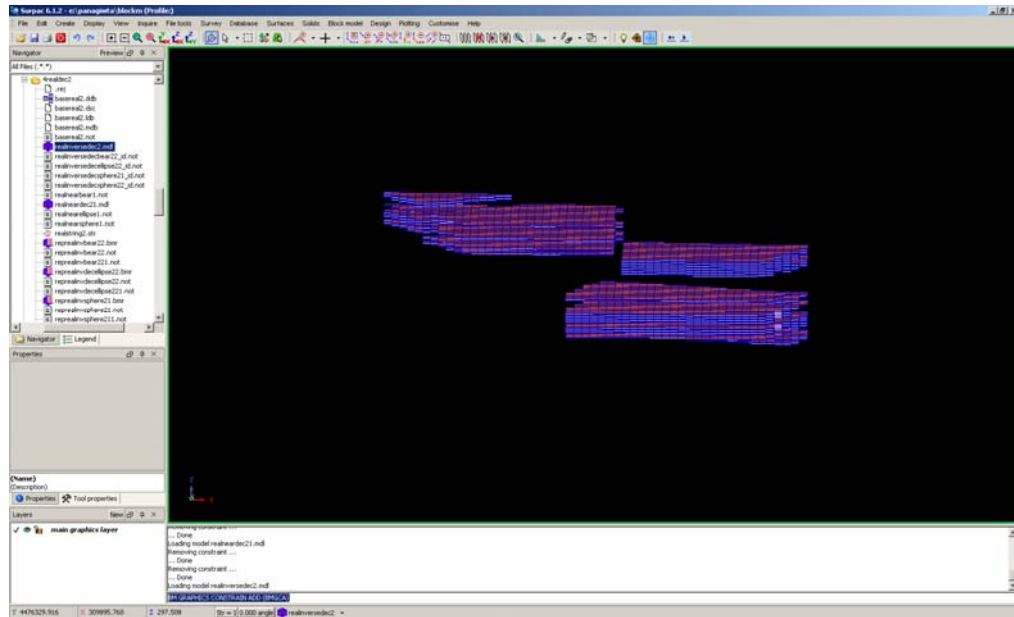 Surpac 6.1.2 - e:\panagiwta\blockm (Profile)
File Edit Create Display View Inquire File tools Survey Database Surfaces Solids Block model Design Plotting Customise Help
Navigator Preview
All Files (*.*)
4realdec2
.rej
basereal2.ddb
basereal2.dsc
basereal2.ldb
basereal2.mdb
basereal2.not
realinversedec2.mdl
realinversedecbear22_id.not
realinversedecellipse22_id.not
realinversedecsphere21_id.not
realinversedecsphere22_id.not
realnearbear1.not
realneardec21.mdl
realnearellipse1.not
realnearsphere1.not
realstring2.str
reprealinvbear22.bmr
reprealinvbear22.not
reprealinvbear221.not
reprealinvdecellipse22.bmr
reprealinvdecellipse22.not
reprealinvdecellipse221.not
reprealinvsphere21.bmr
reprealinvsphere21.not
reprealinvsphere211.not
Navigator Legend
Properties
(Name)
(Description)
Properties Tool properties
Layers New
main graphics layer
Removing constraint ...
... Done
Loading model realneardec21.mdl
Removing constraint ...
... Done
Removing constraint ...
... Done
Loading model realinversedec2.mdl
BM GRAPHICS CONSTRAIN ADD (BMGCA)
Y 4476329.916 X 309895.760 Z 297.508 Str = 1 0.000 angle realinversedec2